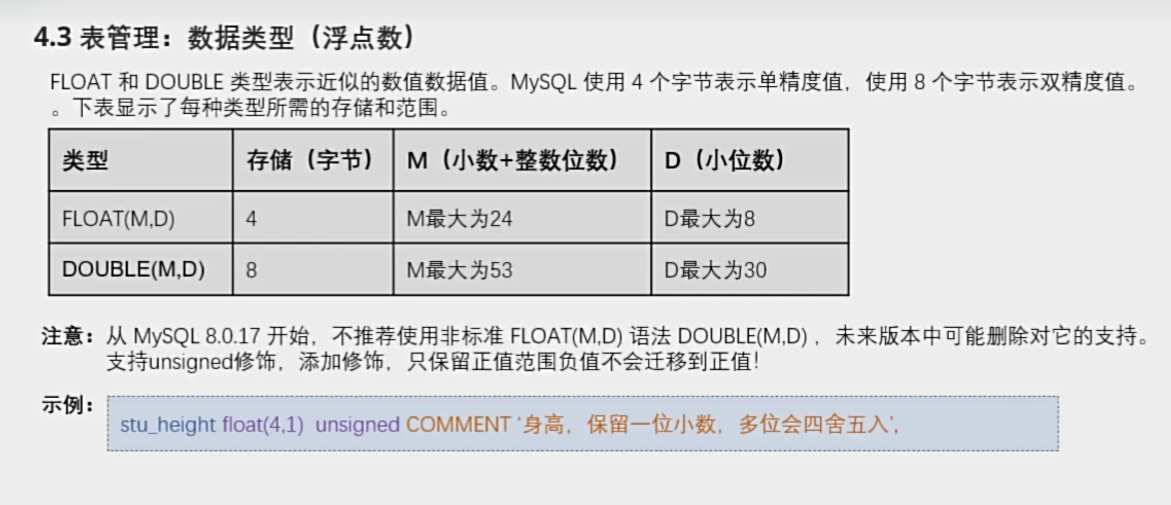 4.3 表管理：数据类型（浮点数）
FLOAT 和 DOUBLE 类型表示近似的数值数据值。MySQL 使用 4 个字节表示单精度值，使用 8 个字节表示双精度值。
。下表显示了每种类型所需的存储和范围。
类型 存储（字节） M（小数+整数位数） D（小位数）
FLOAT(M,D) 4 M最大为24 D最大为8
DOUBLE(M,D) 8 M最大为53 D最大为30
注意：从 MySQL 8.0.17 开始，不推荐使用非标准 FLOAT(M,D) 语法 DOUBLE(M,D) ，未来版本中可能删除对它的支持。
支持unsigned修饰，添加修饰，只保留正值范围负值不会迁移到正值！
示例：
stu_height float(4,1) unsigned COMMENT '身高，保留一位小数，多位会四舍五入',